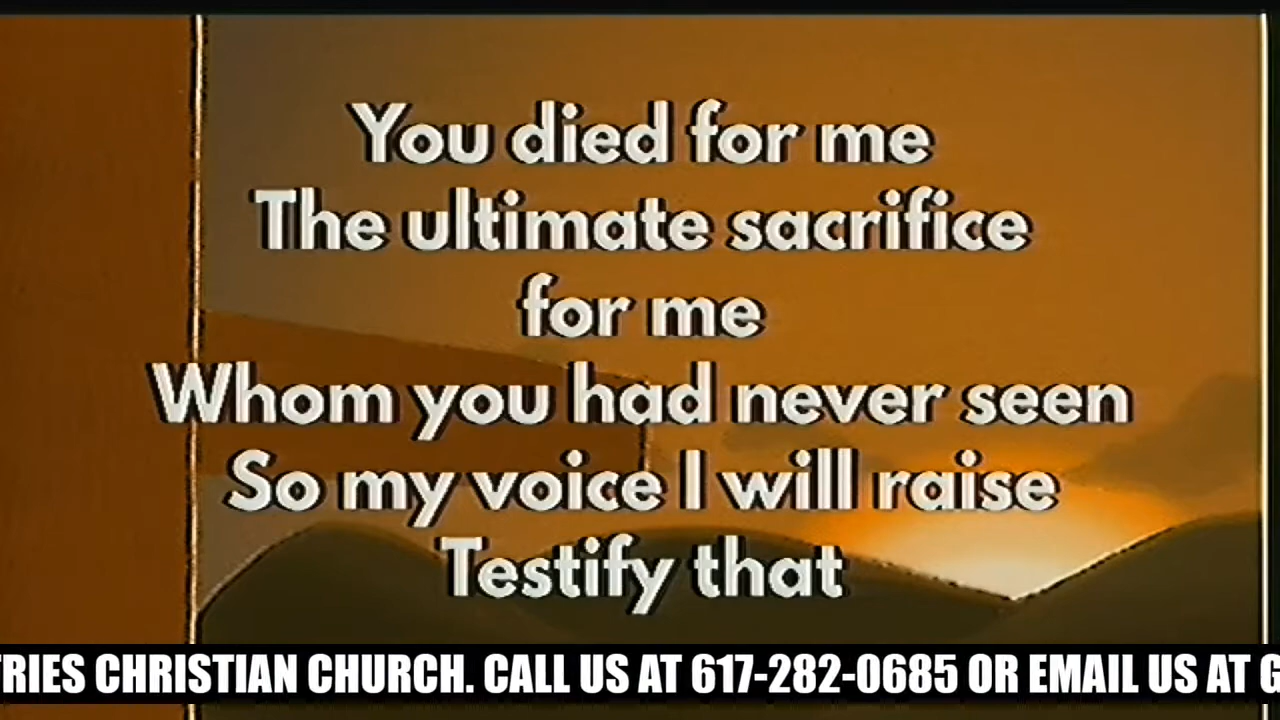 You died for me
The ultimate sacrifice
for me
Whom you had never seen
So my voice I will raise
Testify that
CHRISTIAN CHURCH. CALL US AT 617-282-0685 OR EMAIL US AT